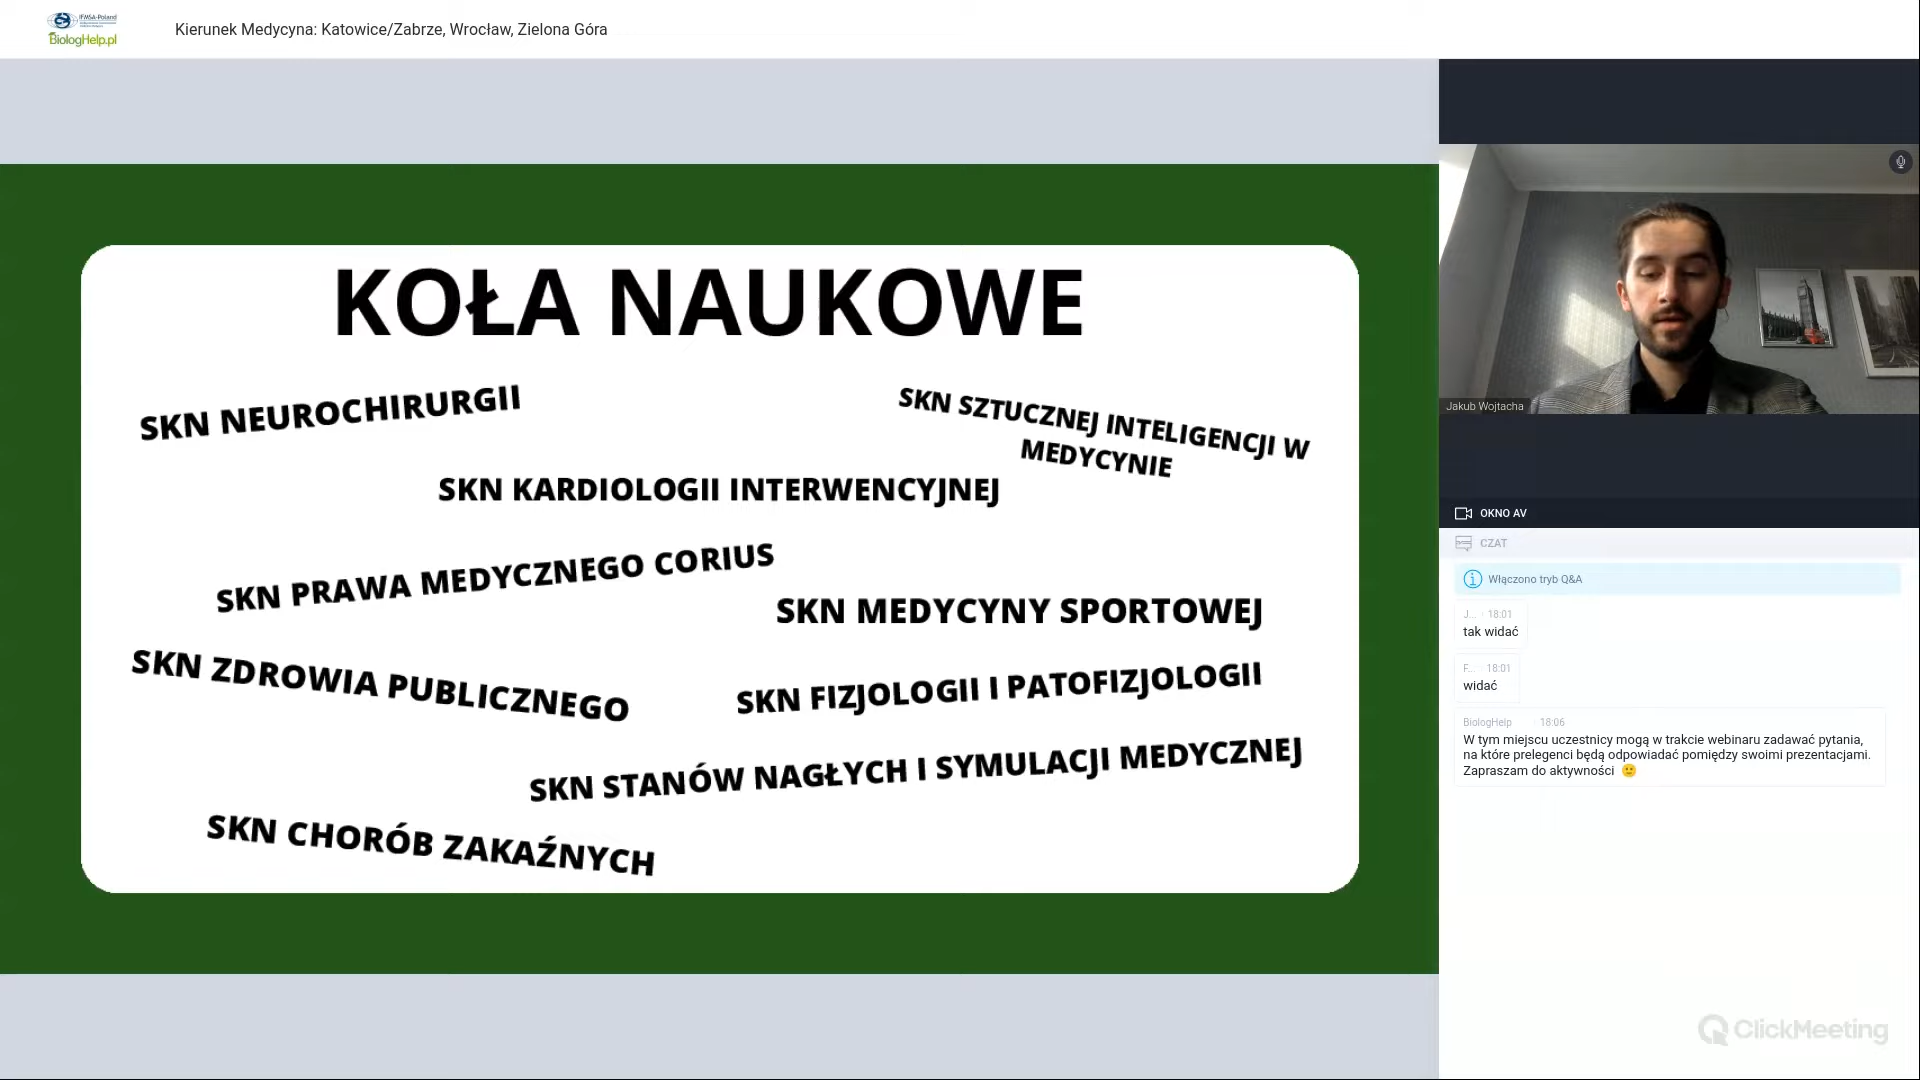 IFMSA-Poland
BiologHelp.pl
Kierunek Medycyna: Katowice/Zabrze, Wrocław, Zielona Góra
KOŁA NAUKOWE
SKN NEUROCHIRURGII
SKN SZTUCZNEJ INTELIGENCJI W
MEDYCYNIE
SKN KARDIOLOGII INTERWENCYJNEJ
SKN PRAWA MEDYCZNEGO CORIUS
SKN MEDYCYNY SPORTOWEJ
SKN ZDROWIA PUBLICZNEGO
SKN FIZJOLOGII I PATOFIZJOLOGII
SKN STANÓW NAGŁYCH I SYMULACJI MEDYCZNEJ
SKN CHORÓB ZAKAŹNYCH
Jakub Wojtacha
OKNO AV
CZAT
Włączono tryb Q&A
J... · 18:01
tak widać
F... · 18:01
widać
BiologHelp · 18:06
W tym miejscu uczestnicy mogą w trakcie webinaru zadawać pytania,
na które prelegenci będą odpowiadać pomiędzy swoimi prezentacjami.
Zapraszam do aktywności 🙂
ClickMeeting